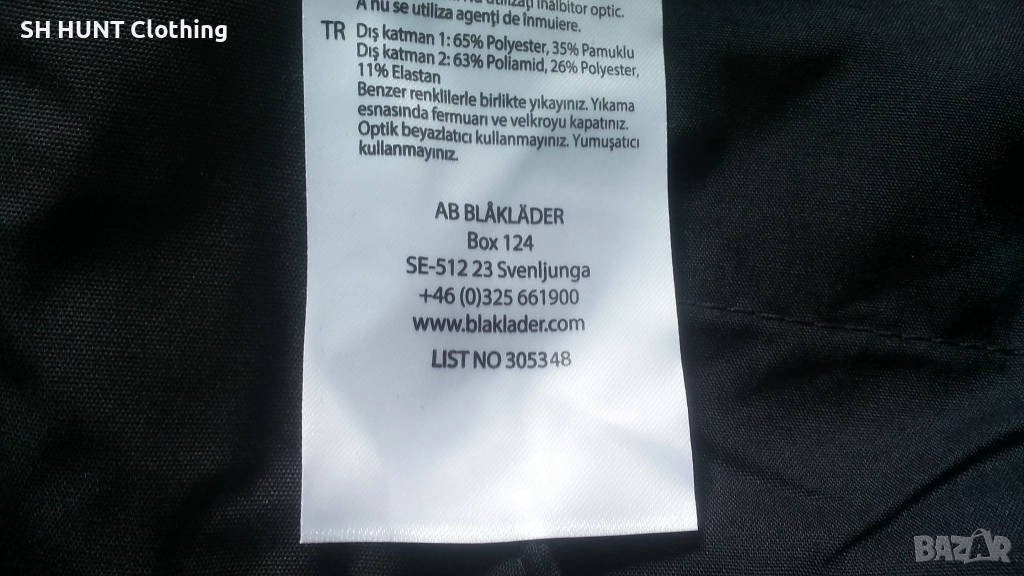 SH HUNT Clothing
inălbitor optic.
A nu se utiliza agenţi de înmuiere.
TR Dış katman 1: 65% Polyester, 35% Pamuklu
Dış katman 2: 63% Poliamid, 26% Polyester,
11% Elastan
Benzer renklilerle birlikte yıkayınız. Yıkama
esnasında fermuarı ve velkroyu kapatınız.
Optik beyazlatıcı kullanmayınız. Yumuşatıcı
kullanmayınız.
AB BLÅKLÄDER
Box 124
SE-512 23 Svenljunga
+46 (0)325 661900
www.blaklader.com
LIST NO 305348
BAZAR